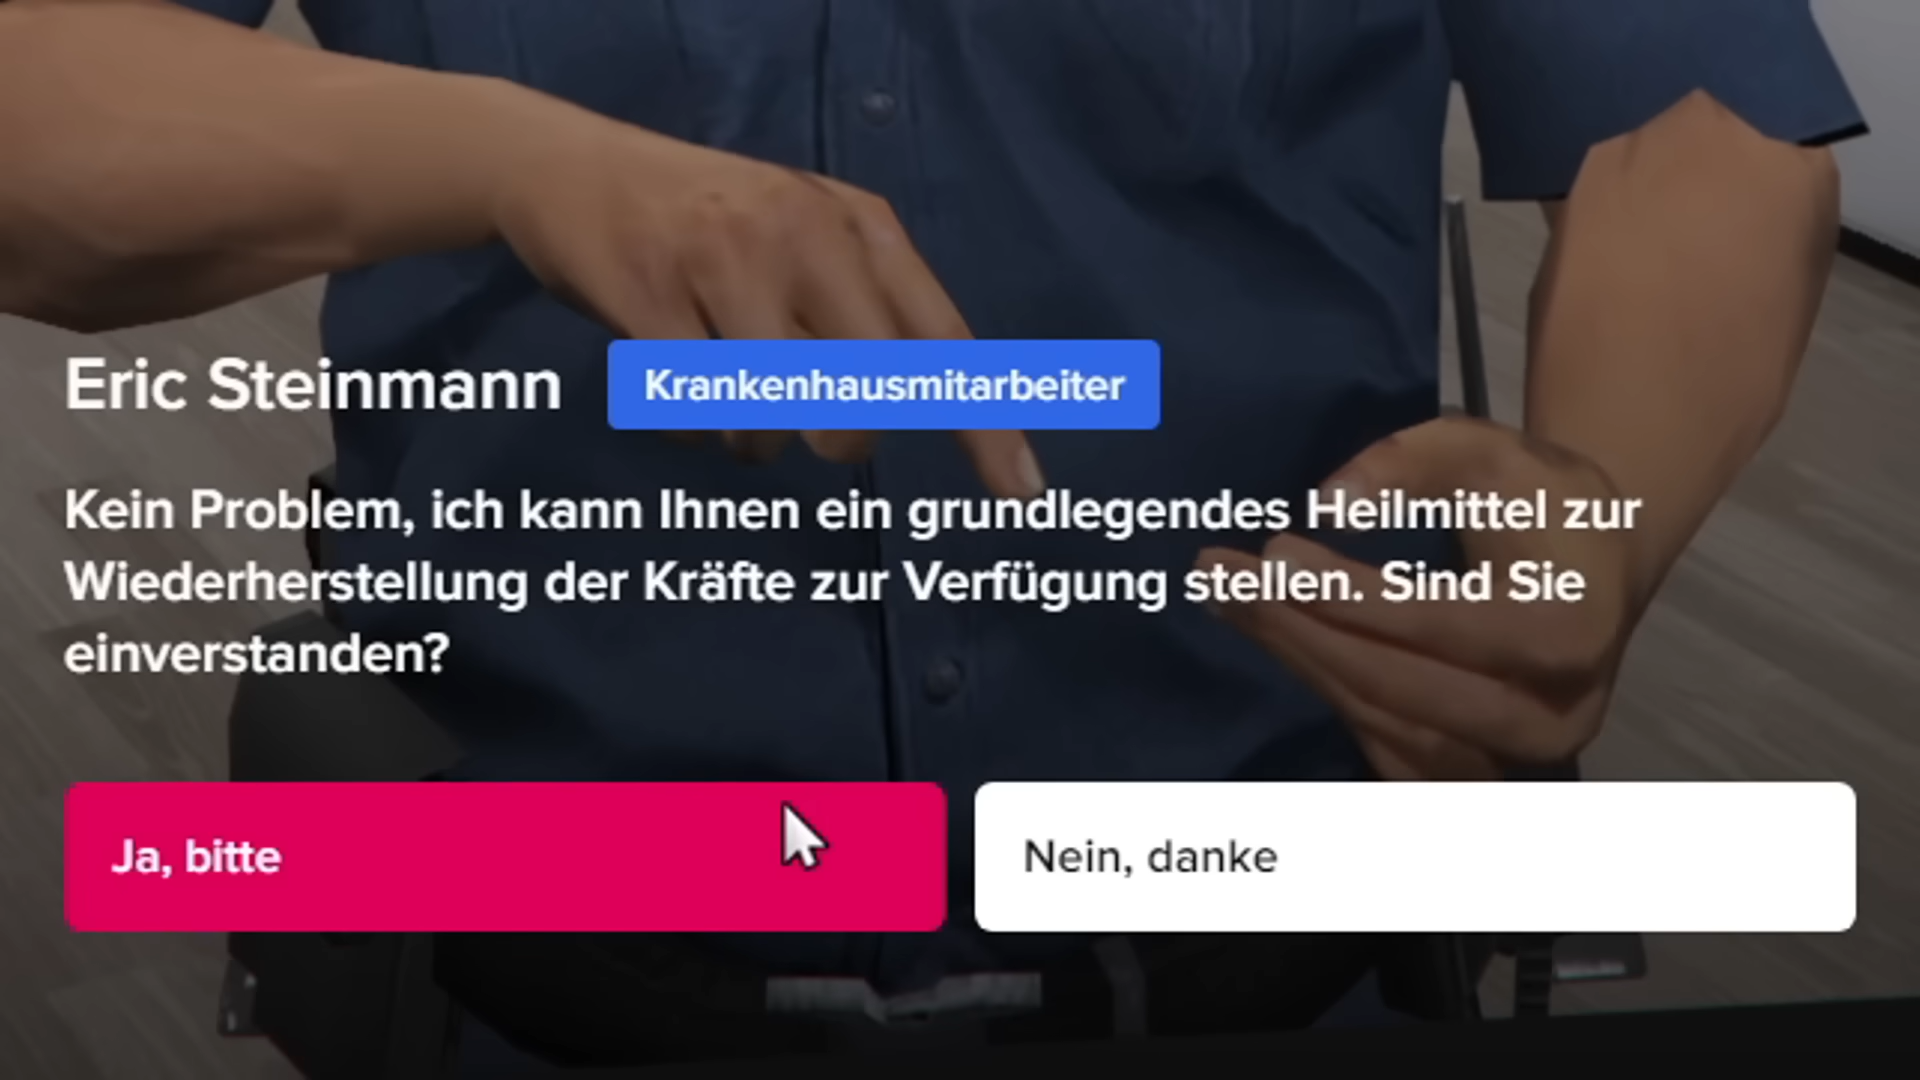 Eric Steinmann
Krankenhausmitarbeiter
Kein Problem, ich kann Ihnen ein grundlegendes Heilmittel zur
Wiederherstellung der Kräfte zur Verfügung stellen. Sind Sie
einverstanden?
Ja, bitte
Nein, danke